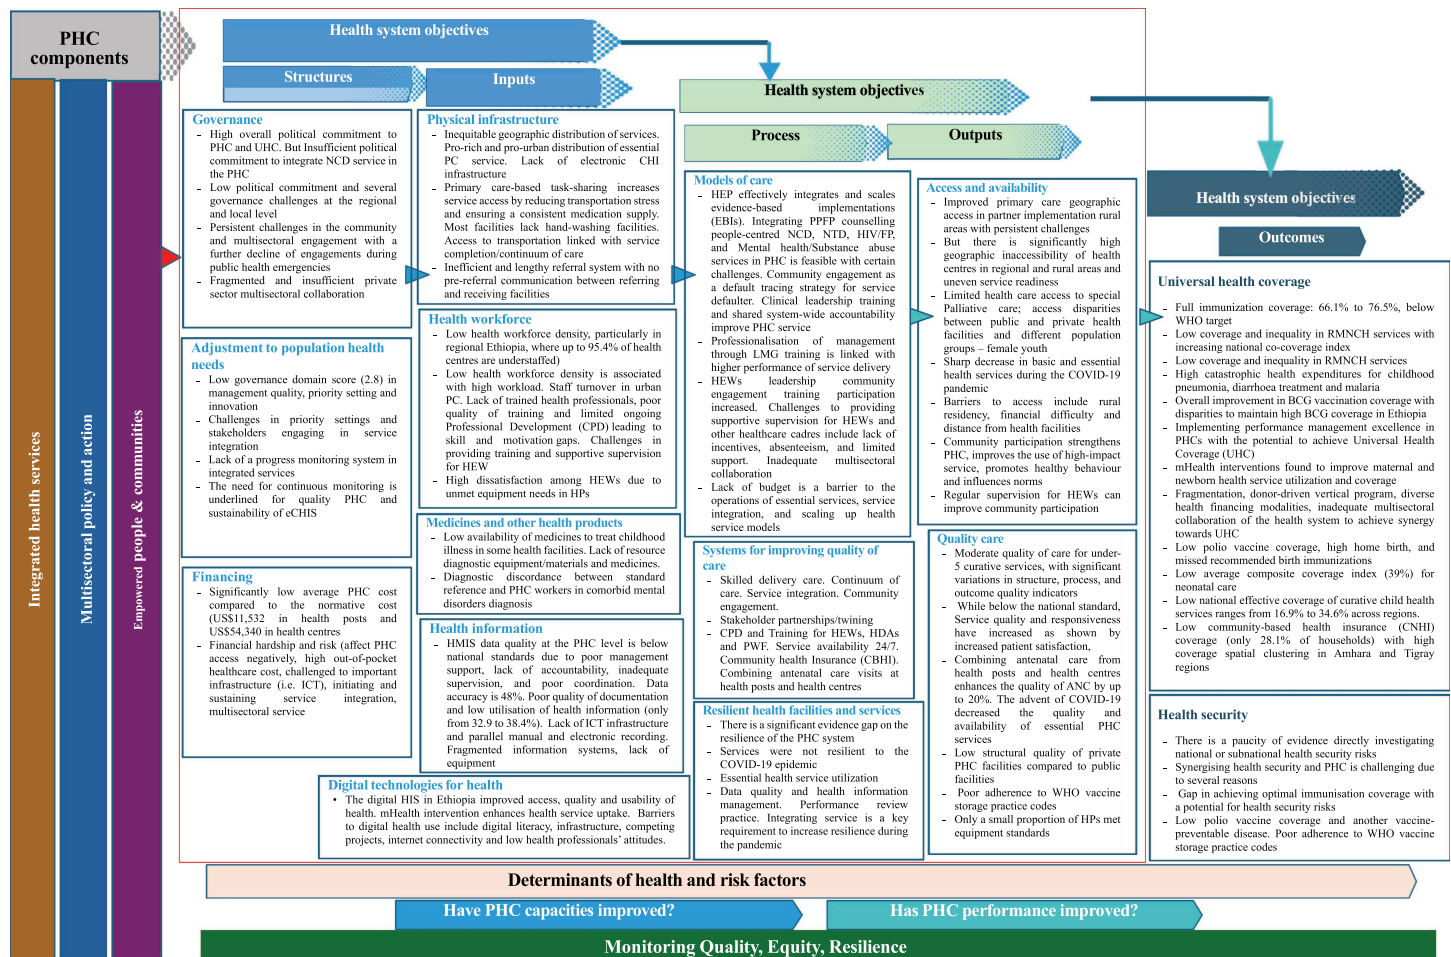 PHC
components
Integrated health services
Multisectoral policy and action
Empowered people & communities
Health system objectives
Structures
Inputs
Health system objectives
Process
Outputs
Health system objectives
Outcomes
Governance
- High overall political commitment to
PHC and UHC. But Insufficient political
commitment to integrate NCD service in
the PHC
- Low political commitment and several
governance challenges at the regional
and local level
- Persistent challenges in the community
and multisectoral engagement with a
further decline of engagements during
public health emergencies
- Fragmented and insufficient private
sector multisectoral collaboration
Adjustment to population health
needs
- Low governance domain score (2.8) in
management quality, priority setting and
innovation
- Challenges in priority settings and
stakeholders engaging in service
integration
- Lack of a progress monitoring system in
integrated services
- The need for continuous monitoring is
underlined for quality PHC and
sustainability of eCHIS
Financing
- Significantly low average PHC cost
compared to the normative cost
(US$11,532 in health posts and
US$54,340 in health centres
- Financial hardship and risk (affect PHC
access negatively, high out-of-pocket
healthcare cost, challenged to important
infrastructure (i.e. ICT), initiating and
sustaining service integration,
multisectoral service
Physical infrastructure
- Inequitable geographic distribution of services.
Pro-rich and pro-urban distribution of essential
PC service. Lack of electronic CHI
infrastructure
- Primary care-based task-sharing increases
service access by reducing transportation stress
and ensuring a consistent medication supply.
Most facilities lack hand-washing facilities.
Access to transportation linked with service
completion/continuum of care
- Inefficient and lengthy referral system with no
pre-referral communication between referring
and receiving facilities
Health workforce
- Low health workforce density, particularly in
regional Ethiopia, where up to 95.4% of health
centres are understaffed)
- Low health workforce density is associated
with high workload. Staff turnover in urban
PC. Lack of trained health professionals, poor
quality of training and limited ongoing
Professional Development (CPD) leading to
skill and motivation gaps. Challenges in
providing training and supportive supervision
for HEW
- High dissatisfaction among HEWs due to
unmet equipment needs in HPs
Medicines and other health products
- Low availability of medicines to treat childhood
illness in some health facilities. Lack of resource
diagnostic equipment/materials and medicines.
- Diagnostic discordance between standard
reference and PHC workers in comorbid mental
disorders diagnosis
Health information
- HMIS data quality at the PHC level is below
national standards due to poor management
support, lack of accountability, inadequate
supervision, and poor coordination. Data
accuracy is 48%. Poor quality of documentation
and low utilisation of health information (only
from 32.9 to 38.4%). Lack of ICT infrastructure
and parallel manual and electronic recording.
Fragmented information systems, lack of
equipment
Digital technologies for health
• The digital HIS in Ethiopia improved access, quality and usability of
health. mHealth intervention enhances health service uptake. Barriers
to digital health use include digital literacy, infrastructure, competing
projects, internet connectivity and low health professionals' attitudes.
Models of care
- HEP effectively integrates and scales
evidence-based implementations
(EBIs). Integrating PPFP counselling
people-centred NCD, NTD, HIV/FP,
and Mental health/Substance abuse
services in PHC is feasible with certain
challenges. Community engagement as
a default tracing strategy for service
defaulter. Clinical leadership training
and shared system-wide accountability
improve PHC service
- Professionalisation of management
through LMG training is linked with
higher performance of service delivery
- HEWs leadership community
engagement training participation
increased. Challenges to providing
supportive supervision for HEWs and
other healthcare cadres include lack of
incentives, absenteeism, and limited
support. Inadequate multisectoral
collaboration
- Lack of budget is a barrier to the
operations of essential services, service
integration, and scaling up health
service models
Systems for improving quality of
care
- Skilled delivery care. Continuum of
care. Service integration. Community
engagement.
- Stakeholder partnerships/twining
- CPD and Training for HEWs, HDAs
and PWF. Service availability 24/7.
Community health Insurance (CBHI).
Combining antenatal care visits at
health posts and health centres
Resilient health facilities and services
- There is a significant evidence gap on the
resilience of the PHC system
- Services were not resilient to the
COVID-19 epidemic
- Essential health service utilization
- Data quality and health information
management. Performance review
practice. Integrating service is a key
requirement to increase resilience during
the pandemic
Access and availability
- Improved primary care geographic
access in partner implementation rural
areas with persistent challenges
- But there is significantly high
geographic inaccessibility of health
centres in regional and rural areas and
uneven service readiness
- Limited health care access to special
Palliative care; access disparities
between public and private health
facilities and different population
groups – female youth
- Sharp decrease in basic and essential
health services during the COVID-19
pandemic
- Barriers to access include rural
residency, financial difficulty and
distance from health facilities
- Community participation strengthens
PHC, improves the use of high-impact
service, promotes healthy behaviour
and influences norms
- Regular supervision for HEWs can
improve community participation
Quality care
- Moderate quality of care for under-
5 curative services, with significant
variations in structure, process, and
outcome quality indicators
- While below the national standard,
Service quality and responsiveness
have increased as shown by
increased patient satisfaction,
- Combining antenatal care from
health posts and health centres
enhances the quality of ANC by up
to 20%. The advent of COVID-19
decreased the quality and
availability of essential PHC
services
- Low structural quality of private
PHC facilities compared to public
facilities
- Poor adherence to WHO vaccine
storage practice codes
- Only a small proportion of HPs met
equipment standards
Universal health coverage
- Full immunization coverage: 66.1% to 76.5%, below
WHO target
- Low coverage and inequality in RMNCH services with
increasing national co-coverage index
- Low coverage and inequality in RMNCH services
- High catastrophic health expenditures for childhood
pneumonia, diarrhoea treatment and malaria
- Overall improvement in BCG vaccination coverage with
disparities to maintain high BCG coverage in Ethiopia
- Implementing performance management excellence in
PHCs with the potential to achieve Universal Health
Coverage (UHC)
- mHealth interventions found to improve maternal and
newborn health service utilization and coverage
- Fragmentation, donor-driven vertical program, diverse
health financing modalities, inadequate multisectoral
collaboration of the health system to achieve synergy
towards UHC
- Low polio vaccine coverage, high home birth, and
missed recommended birth immunizations
- Low average composite coverage index (39%) for
neonatal care
- Low national effective coverage of curative child health
services ranges from 16.9% to 34.6% across regions.
- Low community-based health insurance (CNHI)
coverage (only 28.1% of households) with high
coverage spatial clustering in Amhara and Tigray
regions
Health security
- There is a paucity of evidence directly investigating
national or subnational health security risks
- Synergising health security and PHC is challenging due
to several reasons
- Gap in achieving optimal immunisation coverage with
a potential for health security risks
- Low polio vaccine coverage and another vaccine-
preventable disease. Poor adherence to WHO vaccine
storage practice codes
Determinants of health and risk factors
Have PHC capacities improved?
Has PHC performance improved?
Monitoring Quality, Equity, Resilience